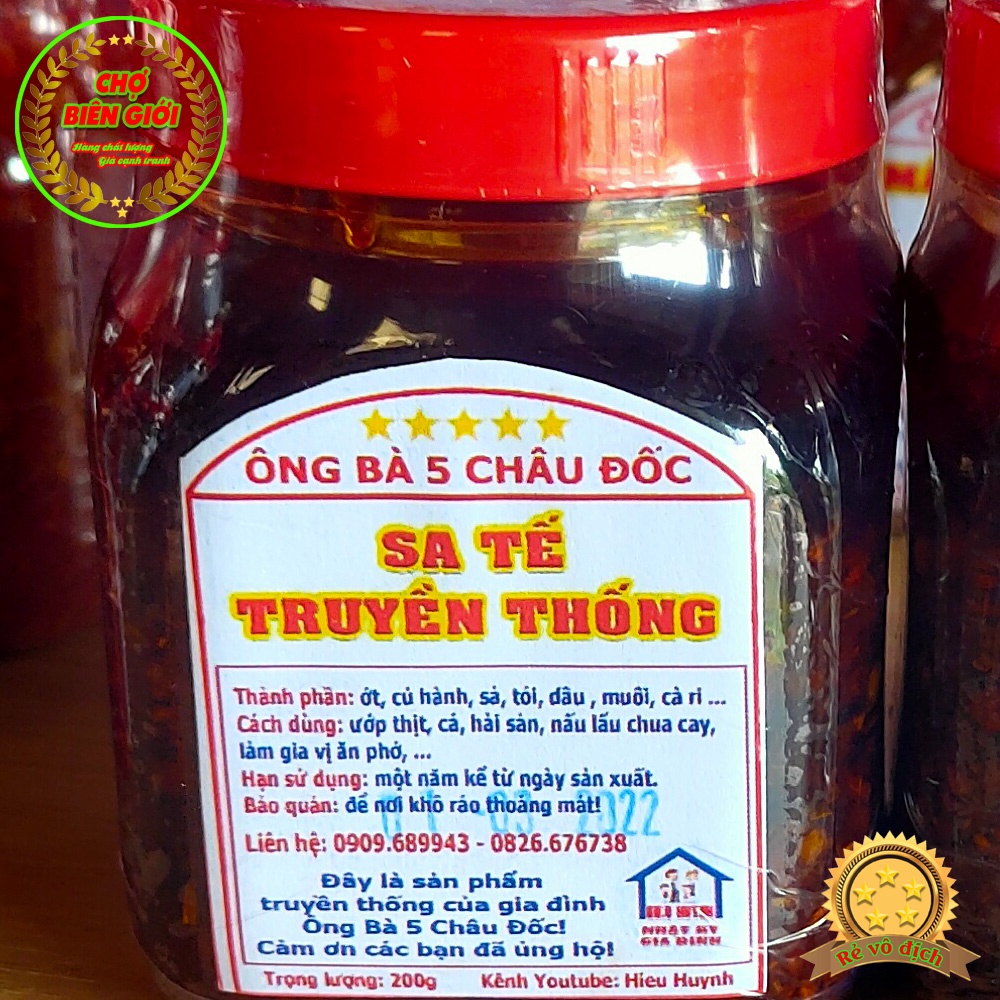 CHỢ
BIÊN GIỚI
Hàng chất lượng
Giá cạnh tranh
ÔNG BÀ 5 CHÂU ĐỐC
SA TẾ
TRUYỀN THỐNG
Thành phần: ớt, củ hành, sả, tỏi, dầu , muối, cà ri ...
Cách dùng: ướp thịt, cá, hải sản, nấu lẩu chua cay,
làm gia vị ăn phở, ...
Hạn sử dụng: một năm kể từ ngày sản xuất.
Bảo quản: để nơi khô ráo thoáng mát!
2022
Liên hệ: 0909.689943 - 0826.676738
Đây là sản phẩm
truyền thống của gia đình
Ông Bà 5 Châu Đốc!
Cảm ơn các bạn đã ủng hộ!
NHẬT KÝ
GIA ĐÌNH
Trọng lượng: 200g Kênh Youtube: Hieu Huynh
Rẻ vô địch